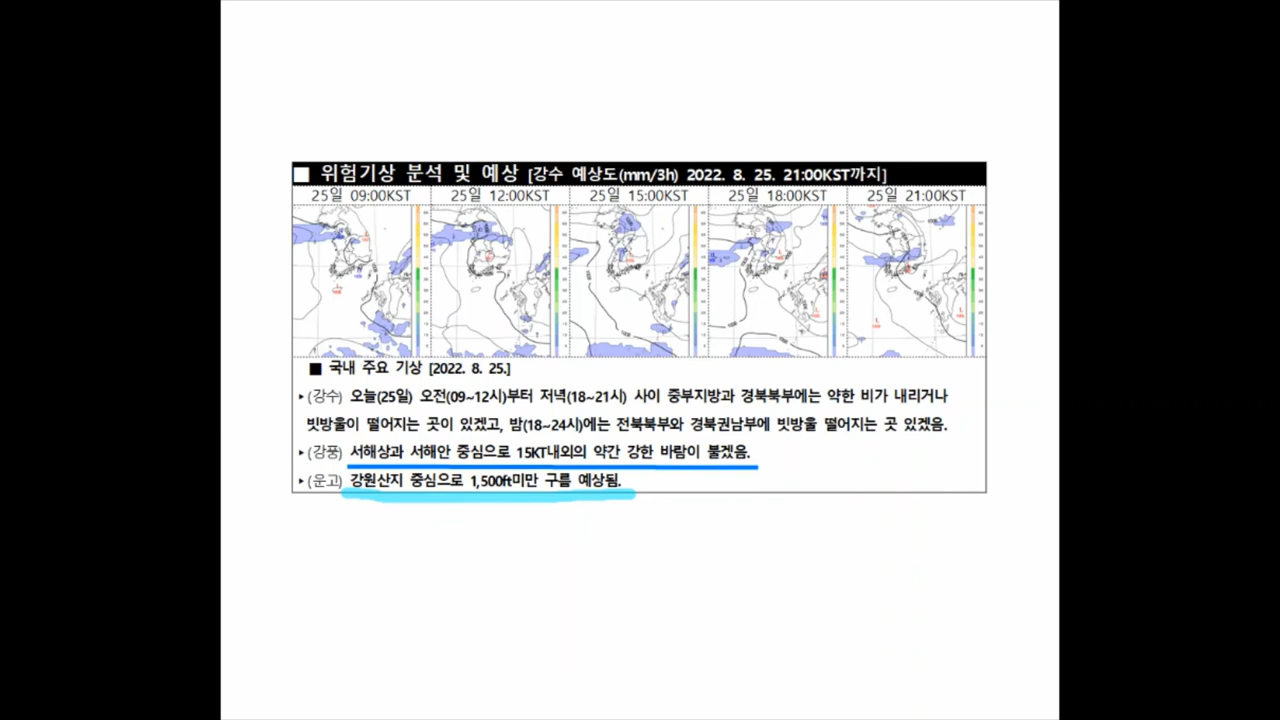 ■ 위험기상 분석 및 예상 [강수 예상도(mm/3h) 2022. 8. 25. 21:00KST까지]
25일 09:00KST 25일 12:00KST 25일 15:00KST 25일 18:00KST 25일 21:00KST
■ 국내 주요 기상 [2022. 8. 25.]
▸(강수) 오늘(25일) 오전(09~12시)부터 저녁(18~21시) 사이 중부지방과 경북북부에는 약한 비가 내리거나
빗방울이 떨어지는 곳이 있겠고, 밤(18~24시)에는 전북북부와 경북권남부에 빗방울 떨어지는 곳 있겠음.
▸(강풍) 서해상과 서해안 중심으로 15KT내외의 약간 강한 바람이 불겠음.
▸(운고) 강원산지 중심으로 1,500ft미만 구름 예상됨.